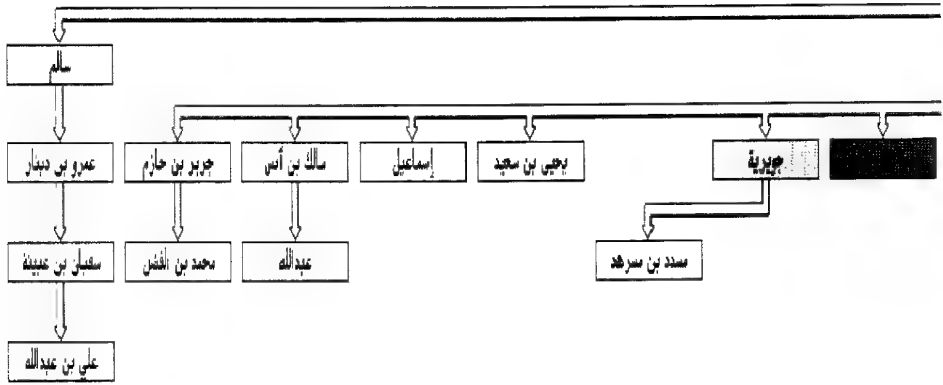 سالم
جويرية
يحيى بن سعيد
إسماعيل
مالك بن أنس
جرير بن حازم
عمرو بن دينار
مسدد بن مسرهد
عبدالله
محمد بن الفضل
سفيان بن عيينة
علي بن عبدالله